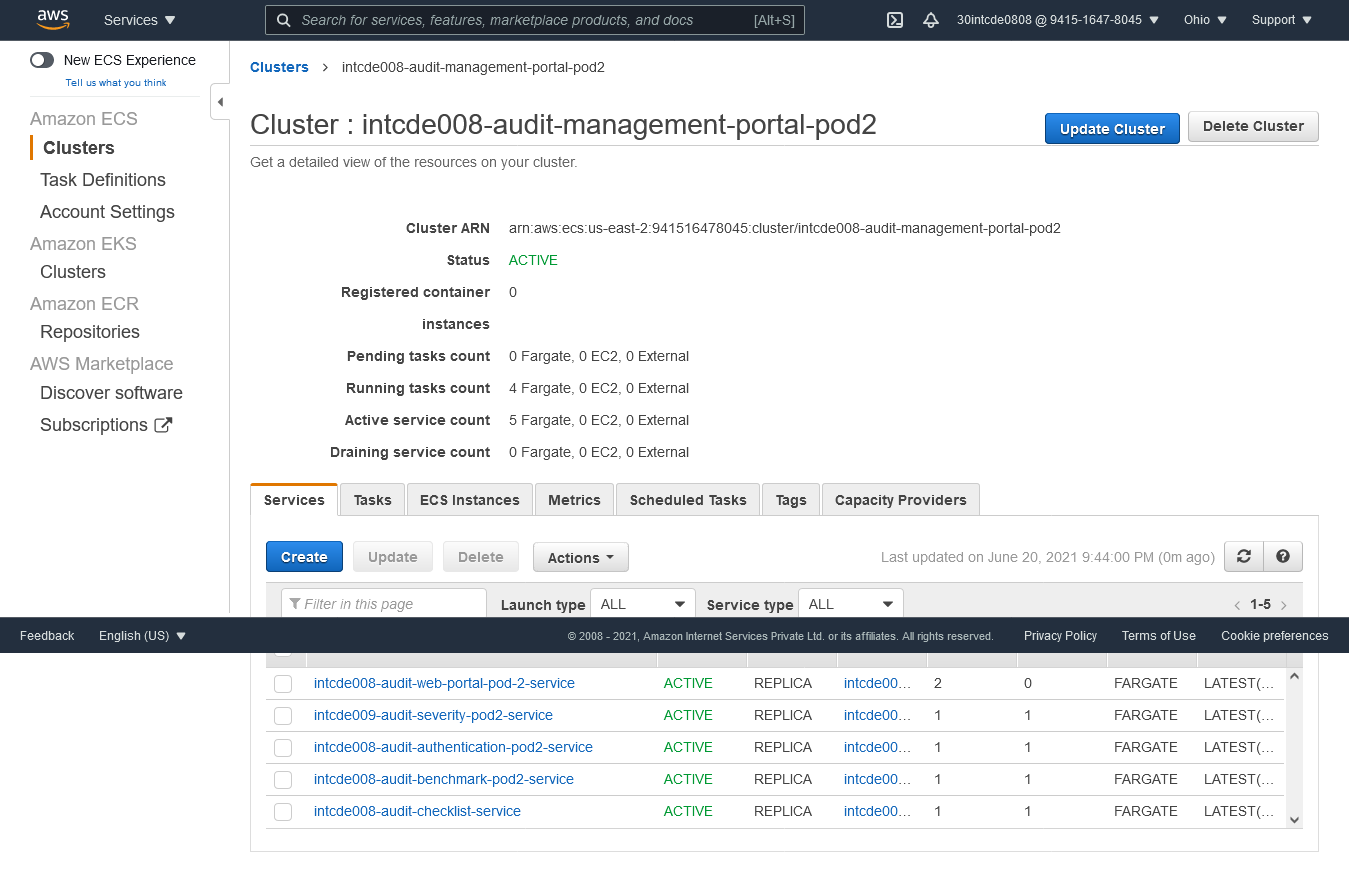 aws Services Search for services, features, marketplace products, and docs [Alt+S] 30intcde0808 @ 9415-1647-8045 Ohio Support
New ECS Experience
Tell us what you think
Amazon ECS
Clusters
Task Definitions
Account Settings
Amazon EKS
Clusters
Amazon ECR
Repositories
AWS Marketplace
Discover software
Subscriptions
Clusters > intcde008-audit-management-portal-pod2
Cluster : intcde008-audit-management-portal-pod2
Update Cluster Delete Cluster
Get a detailed view of the resources on your cluster.
Cluster ARN arn:aws:ecs:us-east-2:941516478045:cluster/intcde008-audit-management-portal-pod2
Status ACTIVE
Registered container 0
instances
Pending tasks count 0 Fargate, 0 EC2, 0 External
Running tasks count 4 Fargate, 0 EC2, 0 External
Active service count 5 Fargate, 0 EC2, 0 External
Draining service count 0 Fargate, 0 EC2, 0 External
Services Tasks ECS Instances Metrics Scheduled Tasks Tags Capacity Providers
Create Update Delete Actions Last updated on June 20, 2021 9:44:00 PM (0m ago)
Filter in this page Launch type ALL Service type ALL < 1-5 >
Feedback English (US) © 2008 - 2021, Amazon Internet Services Private Ltd. or its affiliates. All rights reserved. Privacy Policy Terms of Use Cookie preferences
intcde008-audit-web-portal-pod-2-service ACTIVE REPLICA intcde00... 2 0 FARGATE LATEST(...
intcde009-audit-severity-pod2-service ACTIVE REPLICA intcde00... 1 1 FARGATE LATEST(...
intcde008-audit-authentication-pod2-service ACTIVE REPLICA intcde00... 1 1 FARGATE LATEST(...
intcde008-audit-benchmark-pod2-service ACTIVE REPLICA intcde00... 1 1 FARGATE LATEST(...
intcde008-audit-checklist-service ACTIVE REPLICA intcde00... 1 1 FARGATE LATEST(...